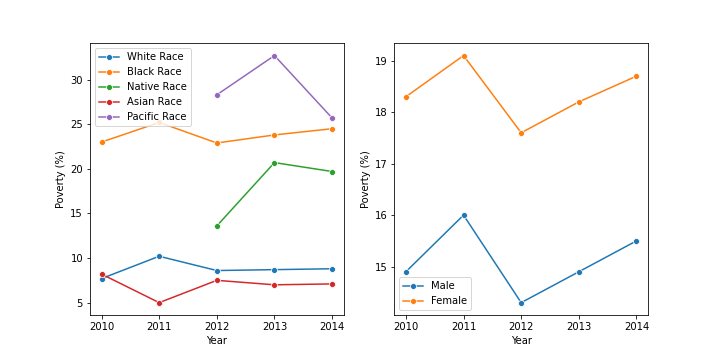 30
25
20
15
10
5
Poverty (%)
White Race
Black Race
Native Race
Asian Race
Pacific Race
2010 2011 2012 2013 2014
Year
19
18
17
16
15
Poverty (%)
Male
Female
2010 2011 2012 2013 2014
Year